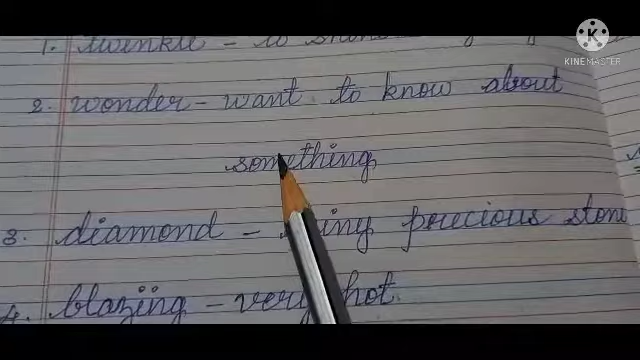 KINEMASTER
1. twinkle - to
2. wonder - want to know about
something
3. diamond - precious stone
4. blazing - very hot.